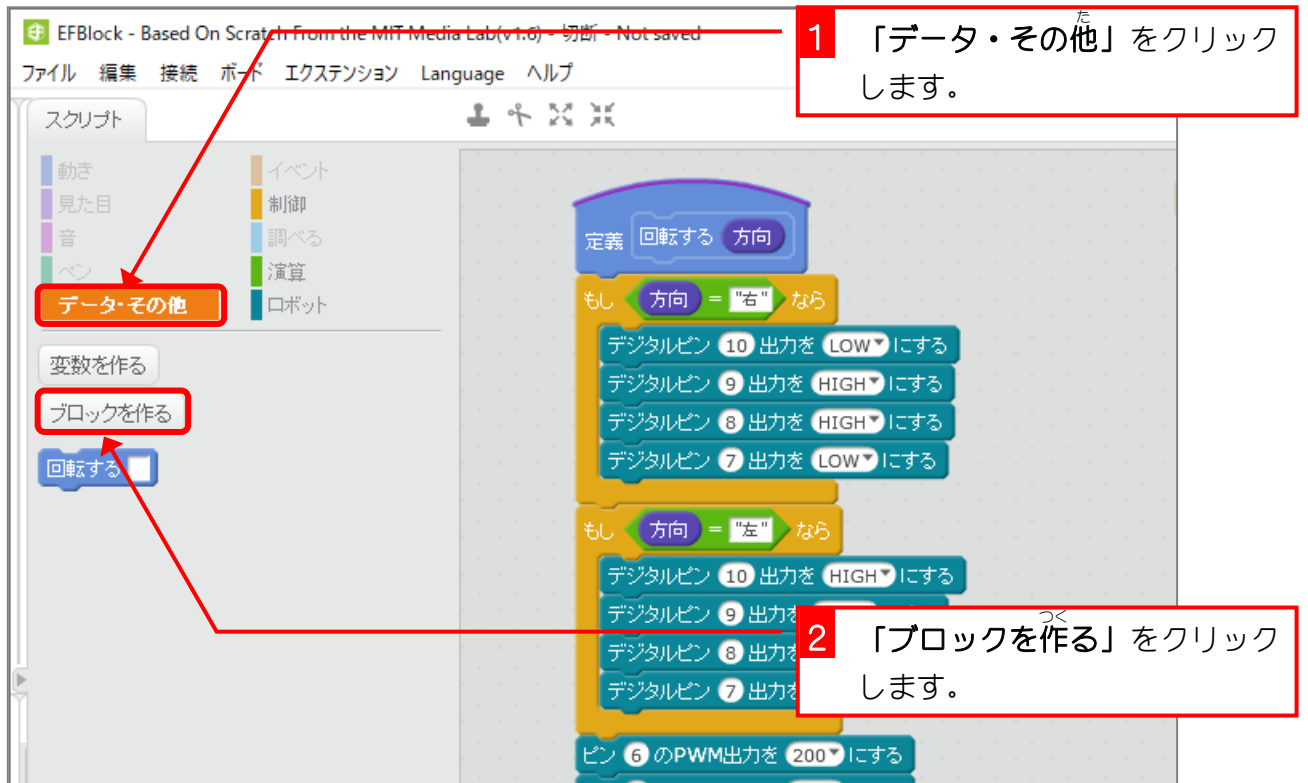 EFBlock - Based On Scratch From the MIT Media Lab(v1.6) - 切断 - Not saved
ファイル 編集 接続 ボード エクステンション Language ヘルプ
1 「データ・その他」をクリック
た
します。
スクリプト
動き イベント
見た目 制御
音 調べる
ペン 演算
データ・その他 ロボット
変数を作る
ブロックを作る
回転する
定義 回転する 方向
もし 方向 = "右" なら
デジタルピン 10 出力を LOW にする
デジタルピン 9 出力を HIGH にする
デジタルピン 8 出力を HIGH にする
デジタルピン 7 出力を LOW にする
もし 方向 = "左" なら
デジタルピン 10 出力を HIGH にする
デジタルピン 9 出力を
デジタルピン 8 出力を
デジタルピン 7 出力を
つく
2 「ブロックを作る」をクリック
します。
ピン 6 のPWM出力を 200 にする